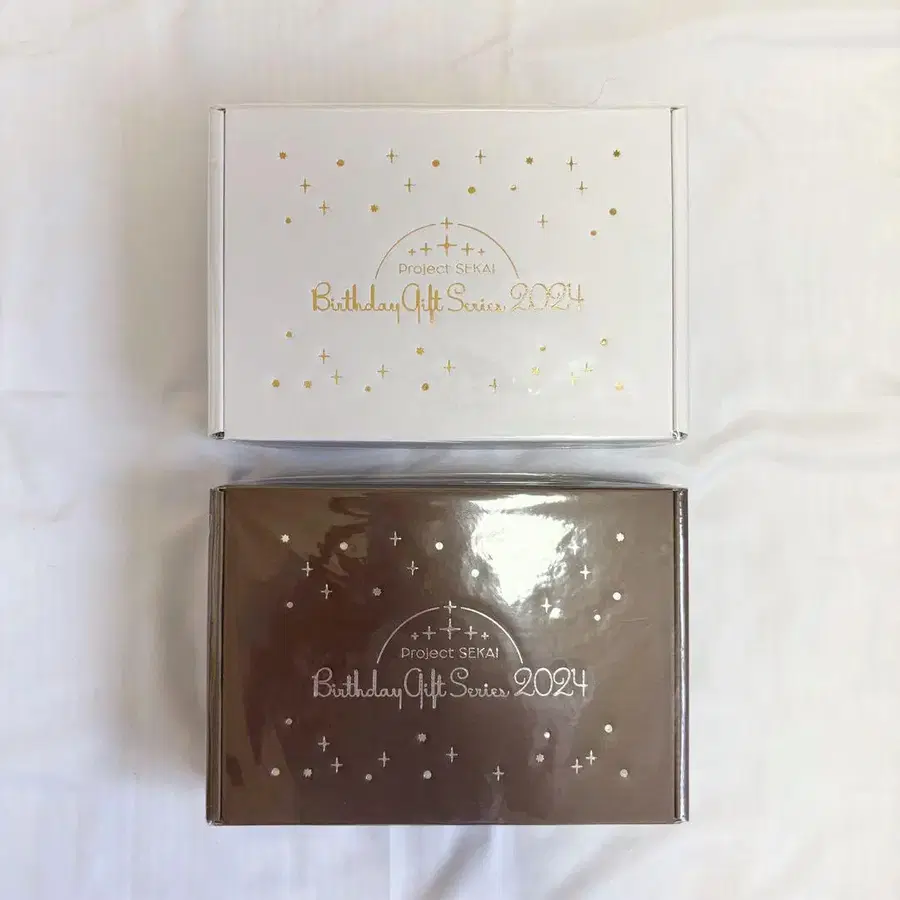 Project SEKAI
Birthday Gift Series 2024
Project SEKAI
Birthday Gift Series 2024